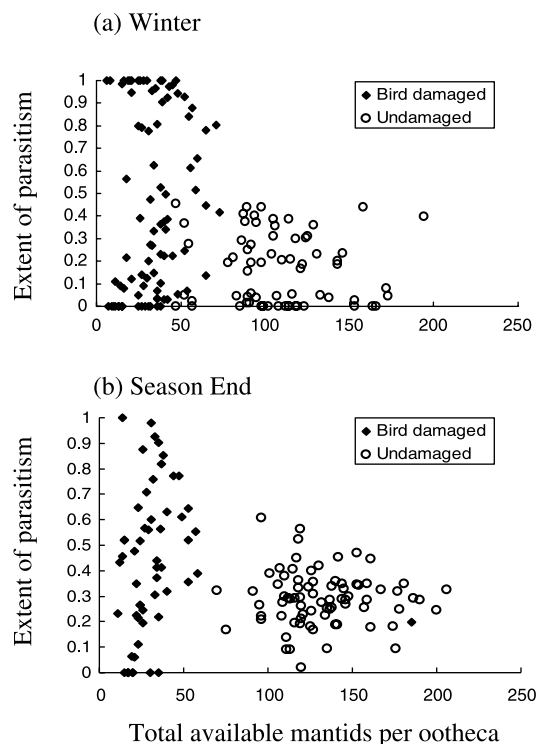 (a) Winter
Extent of parasitism
1
0.9
0.8
0.7
0.6
0.5
0.4
0.3
0.2
0.1
0
0 50 100 150 200 250
Bird damaged
Undamaged
(b) Season End
Extent of parasitism
1
0.9
0.8
0.7
0.6
0.5
0.4
0.3
0.2
0.1
0
0 50 100 150 200 250
Bird damaged
Undamaged
Total available mantids per ootheca